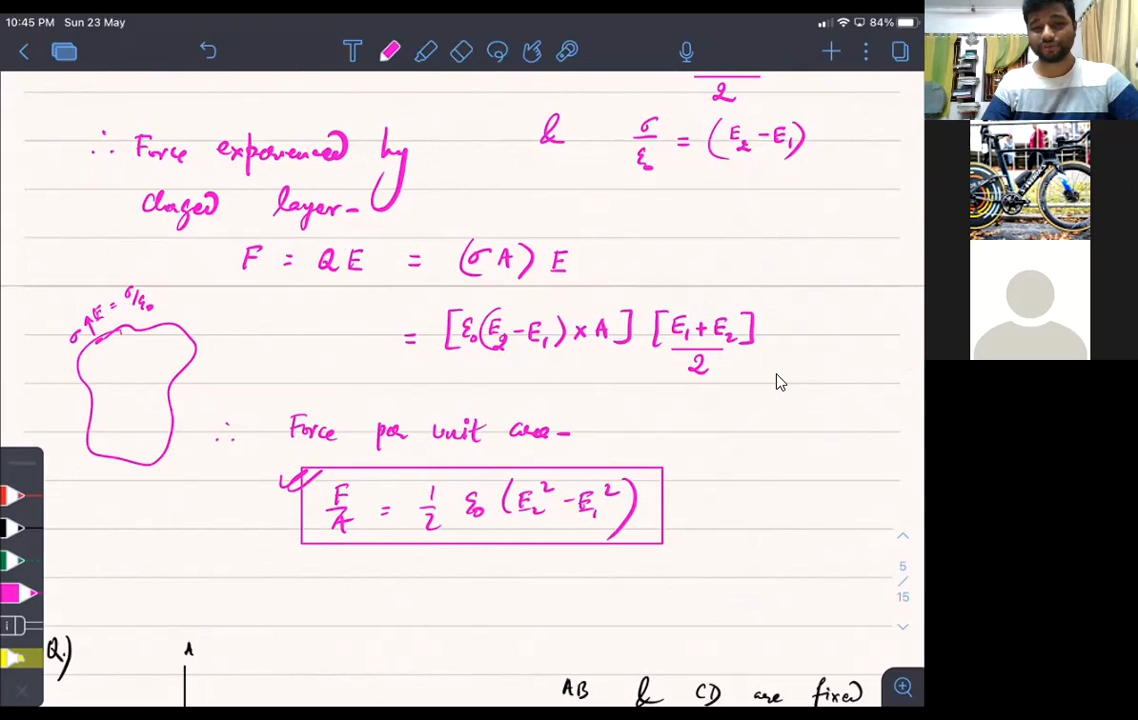 10:45 PM Sun 23 May
84%
2
∴ Force experienced by
& σ/ε₀ = (E₂ - E₁)
charged layer-
F = QE = (σA) E
σ E = σ/ε₀
= [ε₀(E₂ - E₁) × A] [E₁ + E₂]/2
∴ Force per unit area-
F/A = 1/2 ε₀ (E₂² - E₁²)
5
/
15
Q.) A
AB & CD are fixed